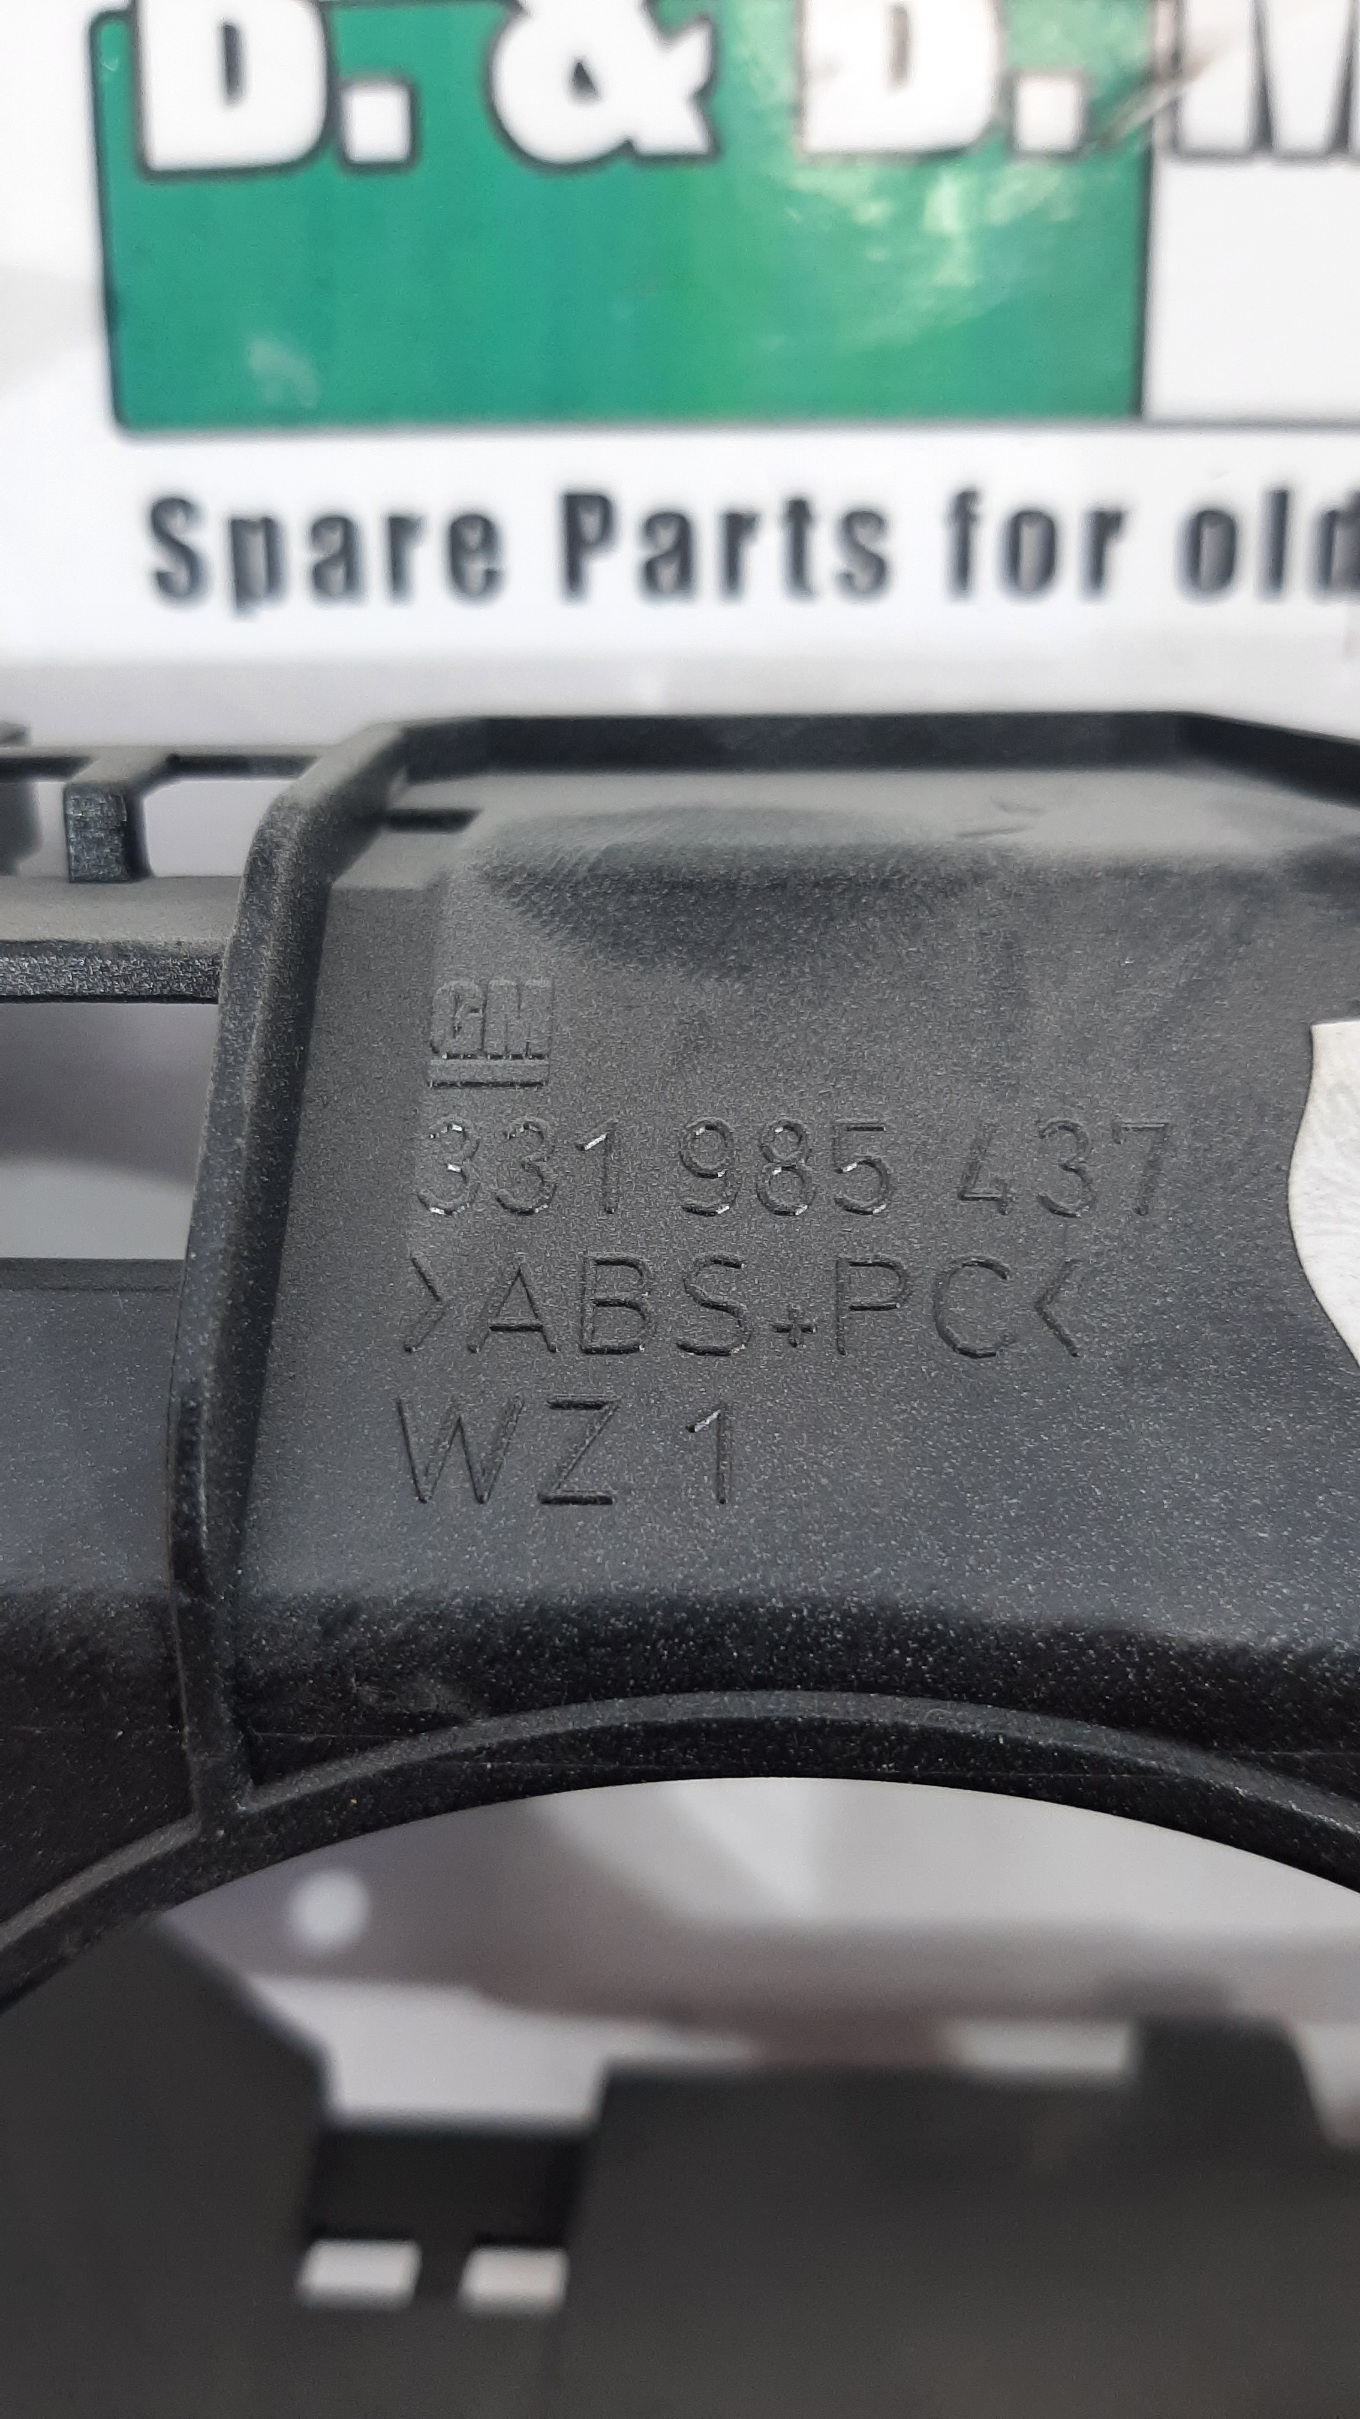 D. & D. M
Spare Parts for old
GM
331 985 437
>ABS+PC<
WZ 1